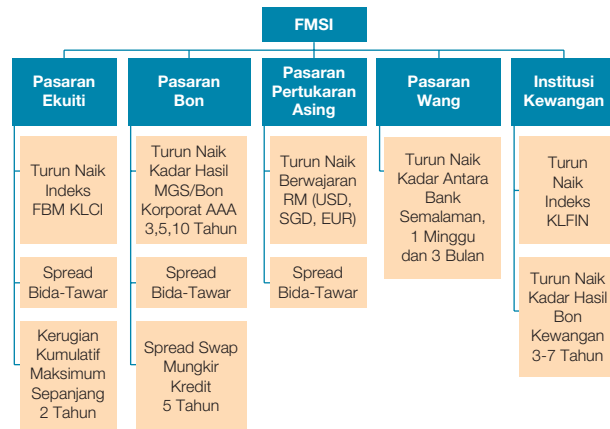 FMSI
Pasaran
Ekuiti
Turun Naik
Indeks
FBM KLCI
Spread
Bida-Tawar
Kerugian
Kumulatif
Maksimum
Sepanjang
2 Tahun
Pasaran
Bon
Turun Naik
Kadar Hasil
MGS/Bon
Korporat AAA
3,5,10 Tahun
Spread
Bida-Tawar
Spread Swap
Mungkir
Kredit
5 Tahun
Pasaran
Pertukaran
Asing
Turun Naik
Berwajaran
RM (USD,
SGD, EUR)
Spread
Bida-Tawar
Pasaran
Wang
Turun Naik
Kadar Antara
Bank
Semalaman,
1 Minggu
dan 3 Bulan
Institusi
Kewangan
Turun
Naik
Indeks
KLFIN
Turun Naik
Kadar Hasil
Bon
Kewangan
3-7 Tahun